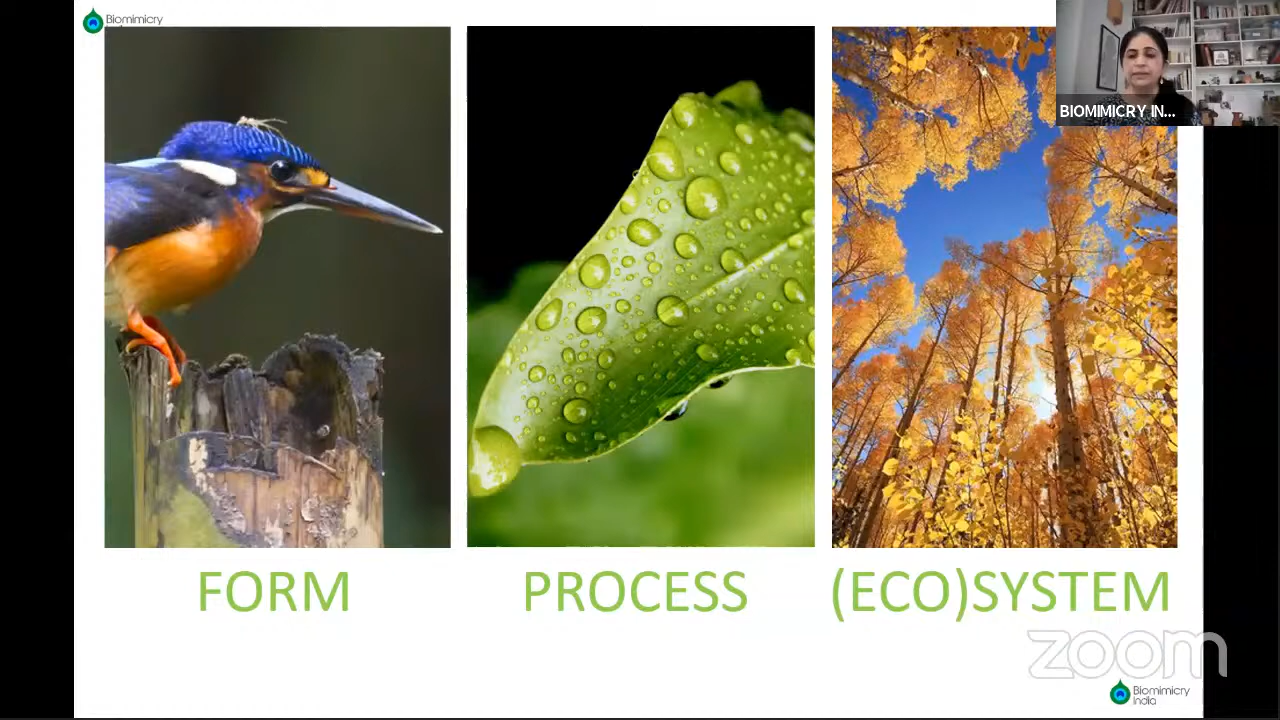 Biomimicry
BIOMIMICRY IN...
FORM
PROCESS
(ECO)SYSTEM
zoom
Biomimicry
India